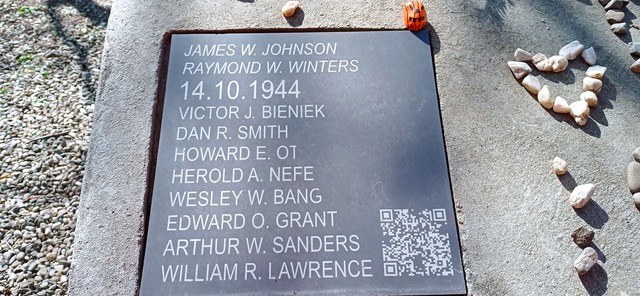 JAMES W. JOHNSON
RAYMOND W. WINTERS
14.10.1944
VICTOR J. BIENIEK
DAN R. SMITH
HOWARD E. OT
HEROLD A. NEFE
WESLEY W. BANG
EDWARD O. GRANT
ARTHUR W. SANDERS
WILLIAM R. LAWRENCE